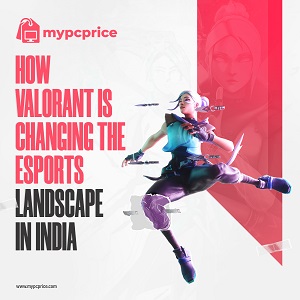 mypcprice
HOW
VALORANT IS
CHANGING THE
ESPORTS
LANDSCAPE
IN INDIA
www.mypcprice.com